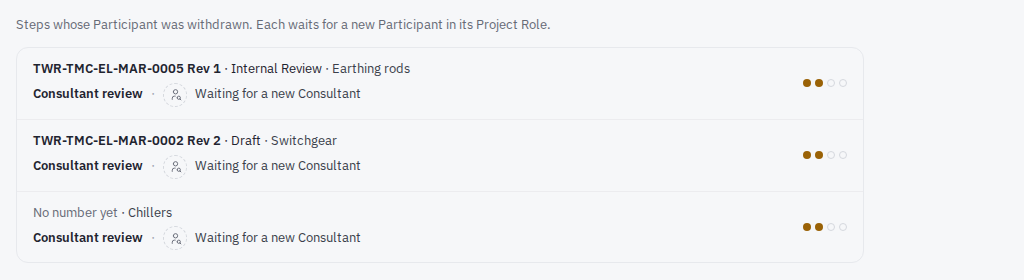 Steps whose Participant was withdrawn. Each waits for a new Participant in its Project Role.
TWR-TMC-EL-MAR-0005 Rev 1 · Internal Review · Earthing rods
Consultant review · Waiting for a new Consultant
TWR-TMC-EL-MAR-0002 Rev 2 · Draft · Switchgear
Consultant review · Waiting for a new Consultant
No number yet · Chillers
Consultant review · Waiting for a new Consultant